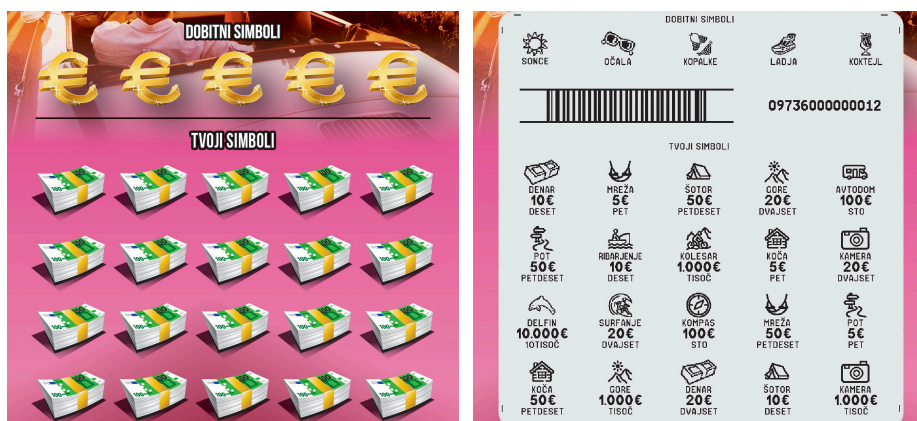 DOBITNI SIMBOLI
TVOJI SIMBOLI
DOBITNI SIMBOLI
SONCE OČALA KOPALKE LADJA KOKTEJL
09736000000012
TVOJI SIMBOLI
DENAR MREŽA ŠOTOR GORE AVTODOM
10€ 5€ 50€ 20€ 100€
DESET PET PETDESET DVAJSET STO
POT RIBARJENJE KOLESAR KOČA KAMERA
50€ 10€ 1.000€ 5€ 20€
PETDESET DESET TISOČ PET DVAJSET
DELFIN SURFANJE KOMPAS MREŽA POT
10.000€ 20€ 100€ 50€ 5€
10TISOČ DVAJSET STO PETDESET PET
KOČA GORE DENAR ŠOTOR KAMERA
50€ 1.000€ 20€ 10€ 1.000€
PETDESET TISOČ DVAJSET DESET TISOČ